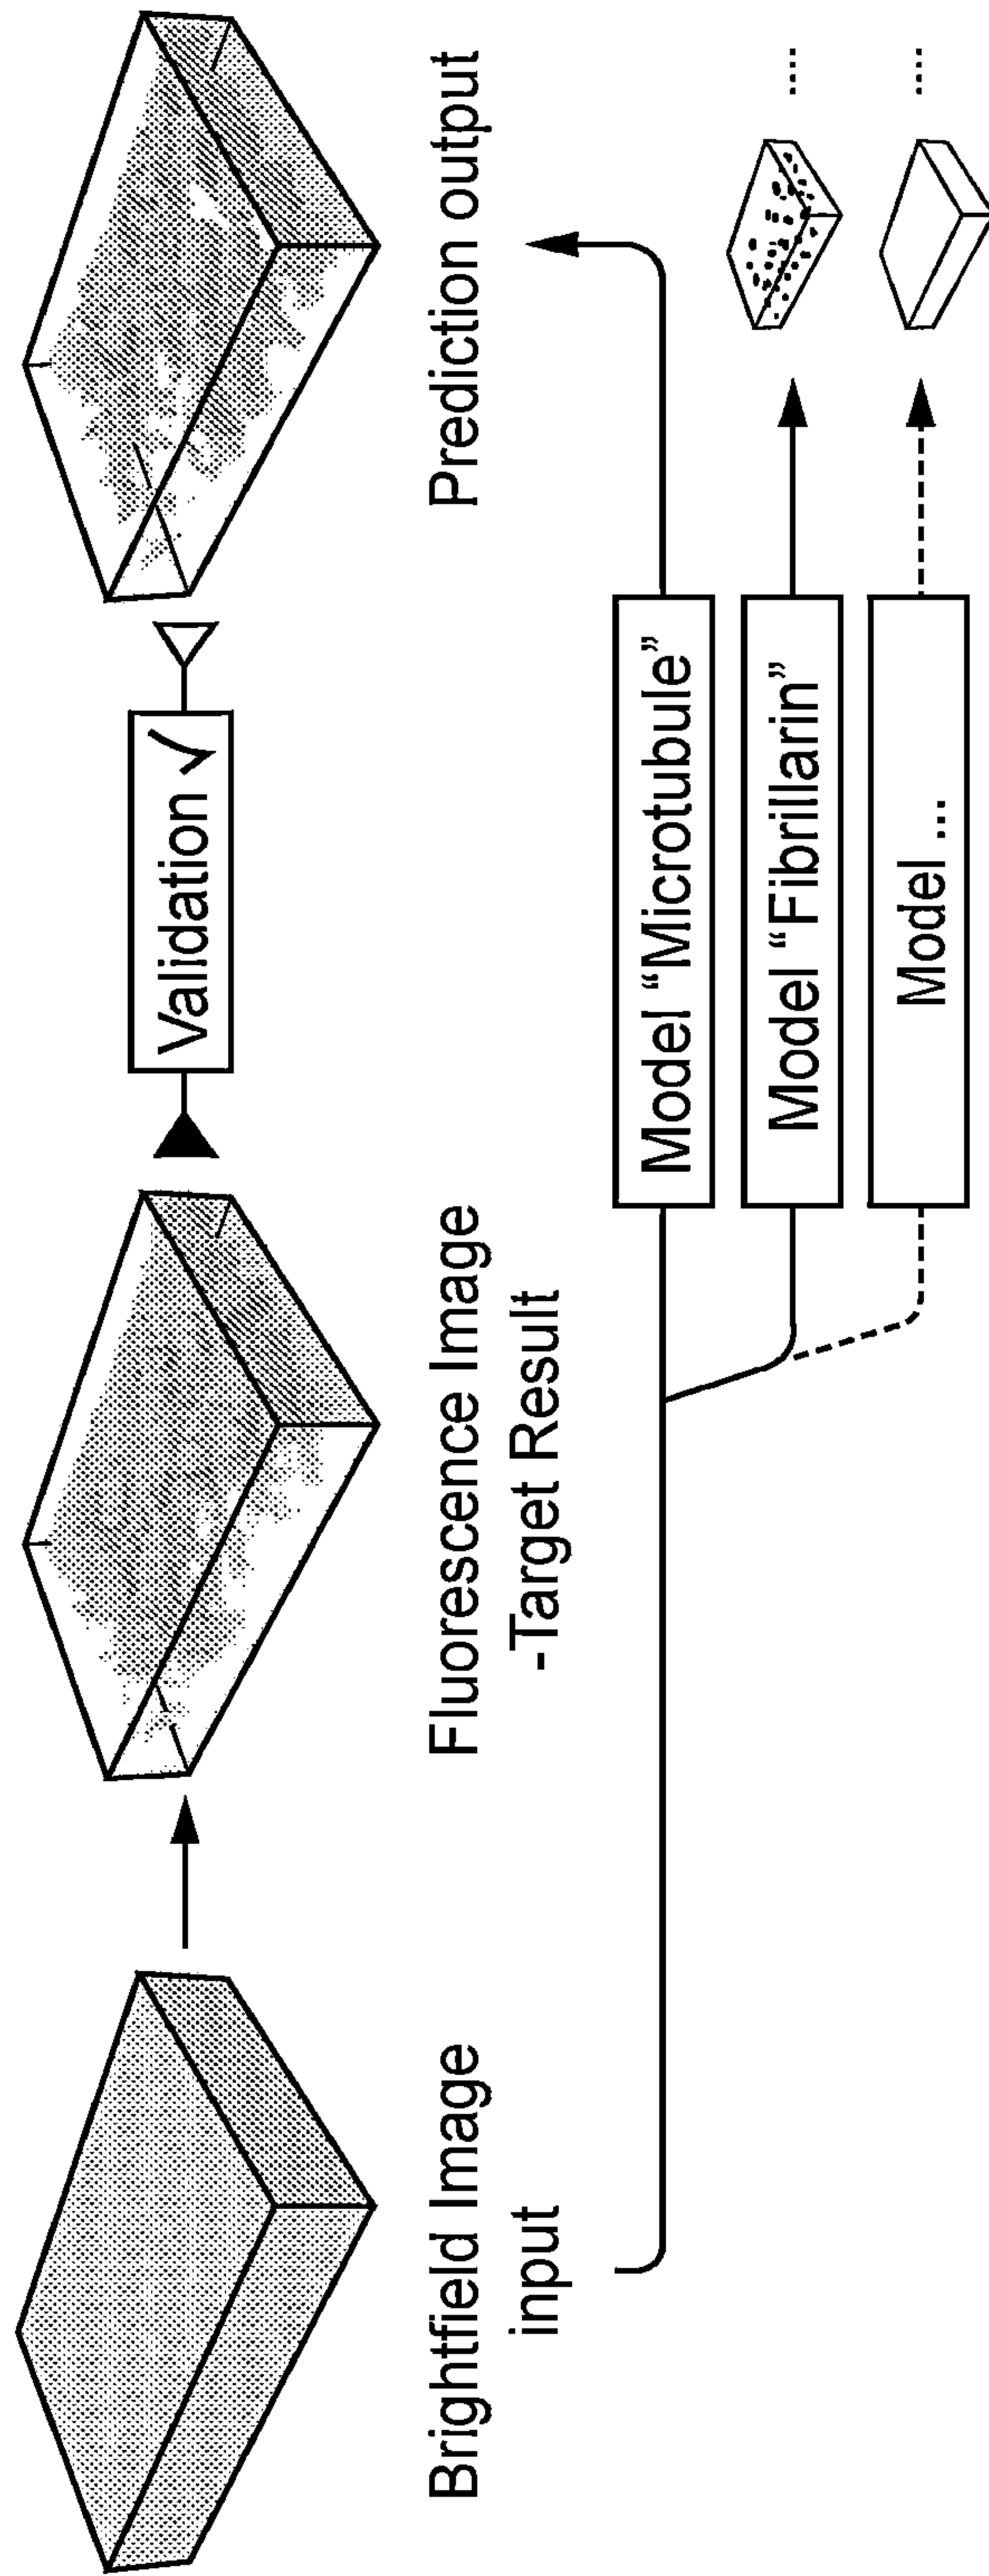 Brightfield Image
input
Fluorescence Image
-Target Result
Validation ✓
Prediction output
Model “Microtubule”
Model “Fibrillarin”
Model ...